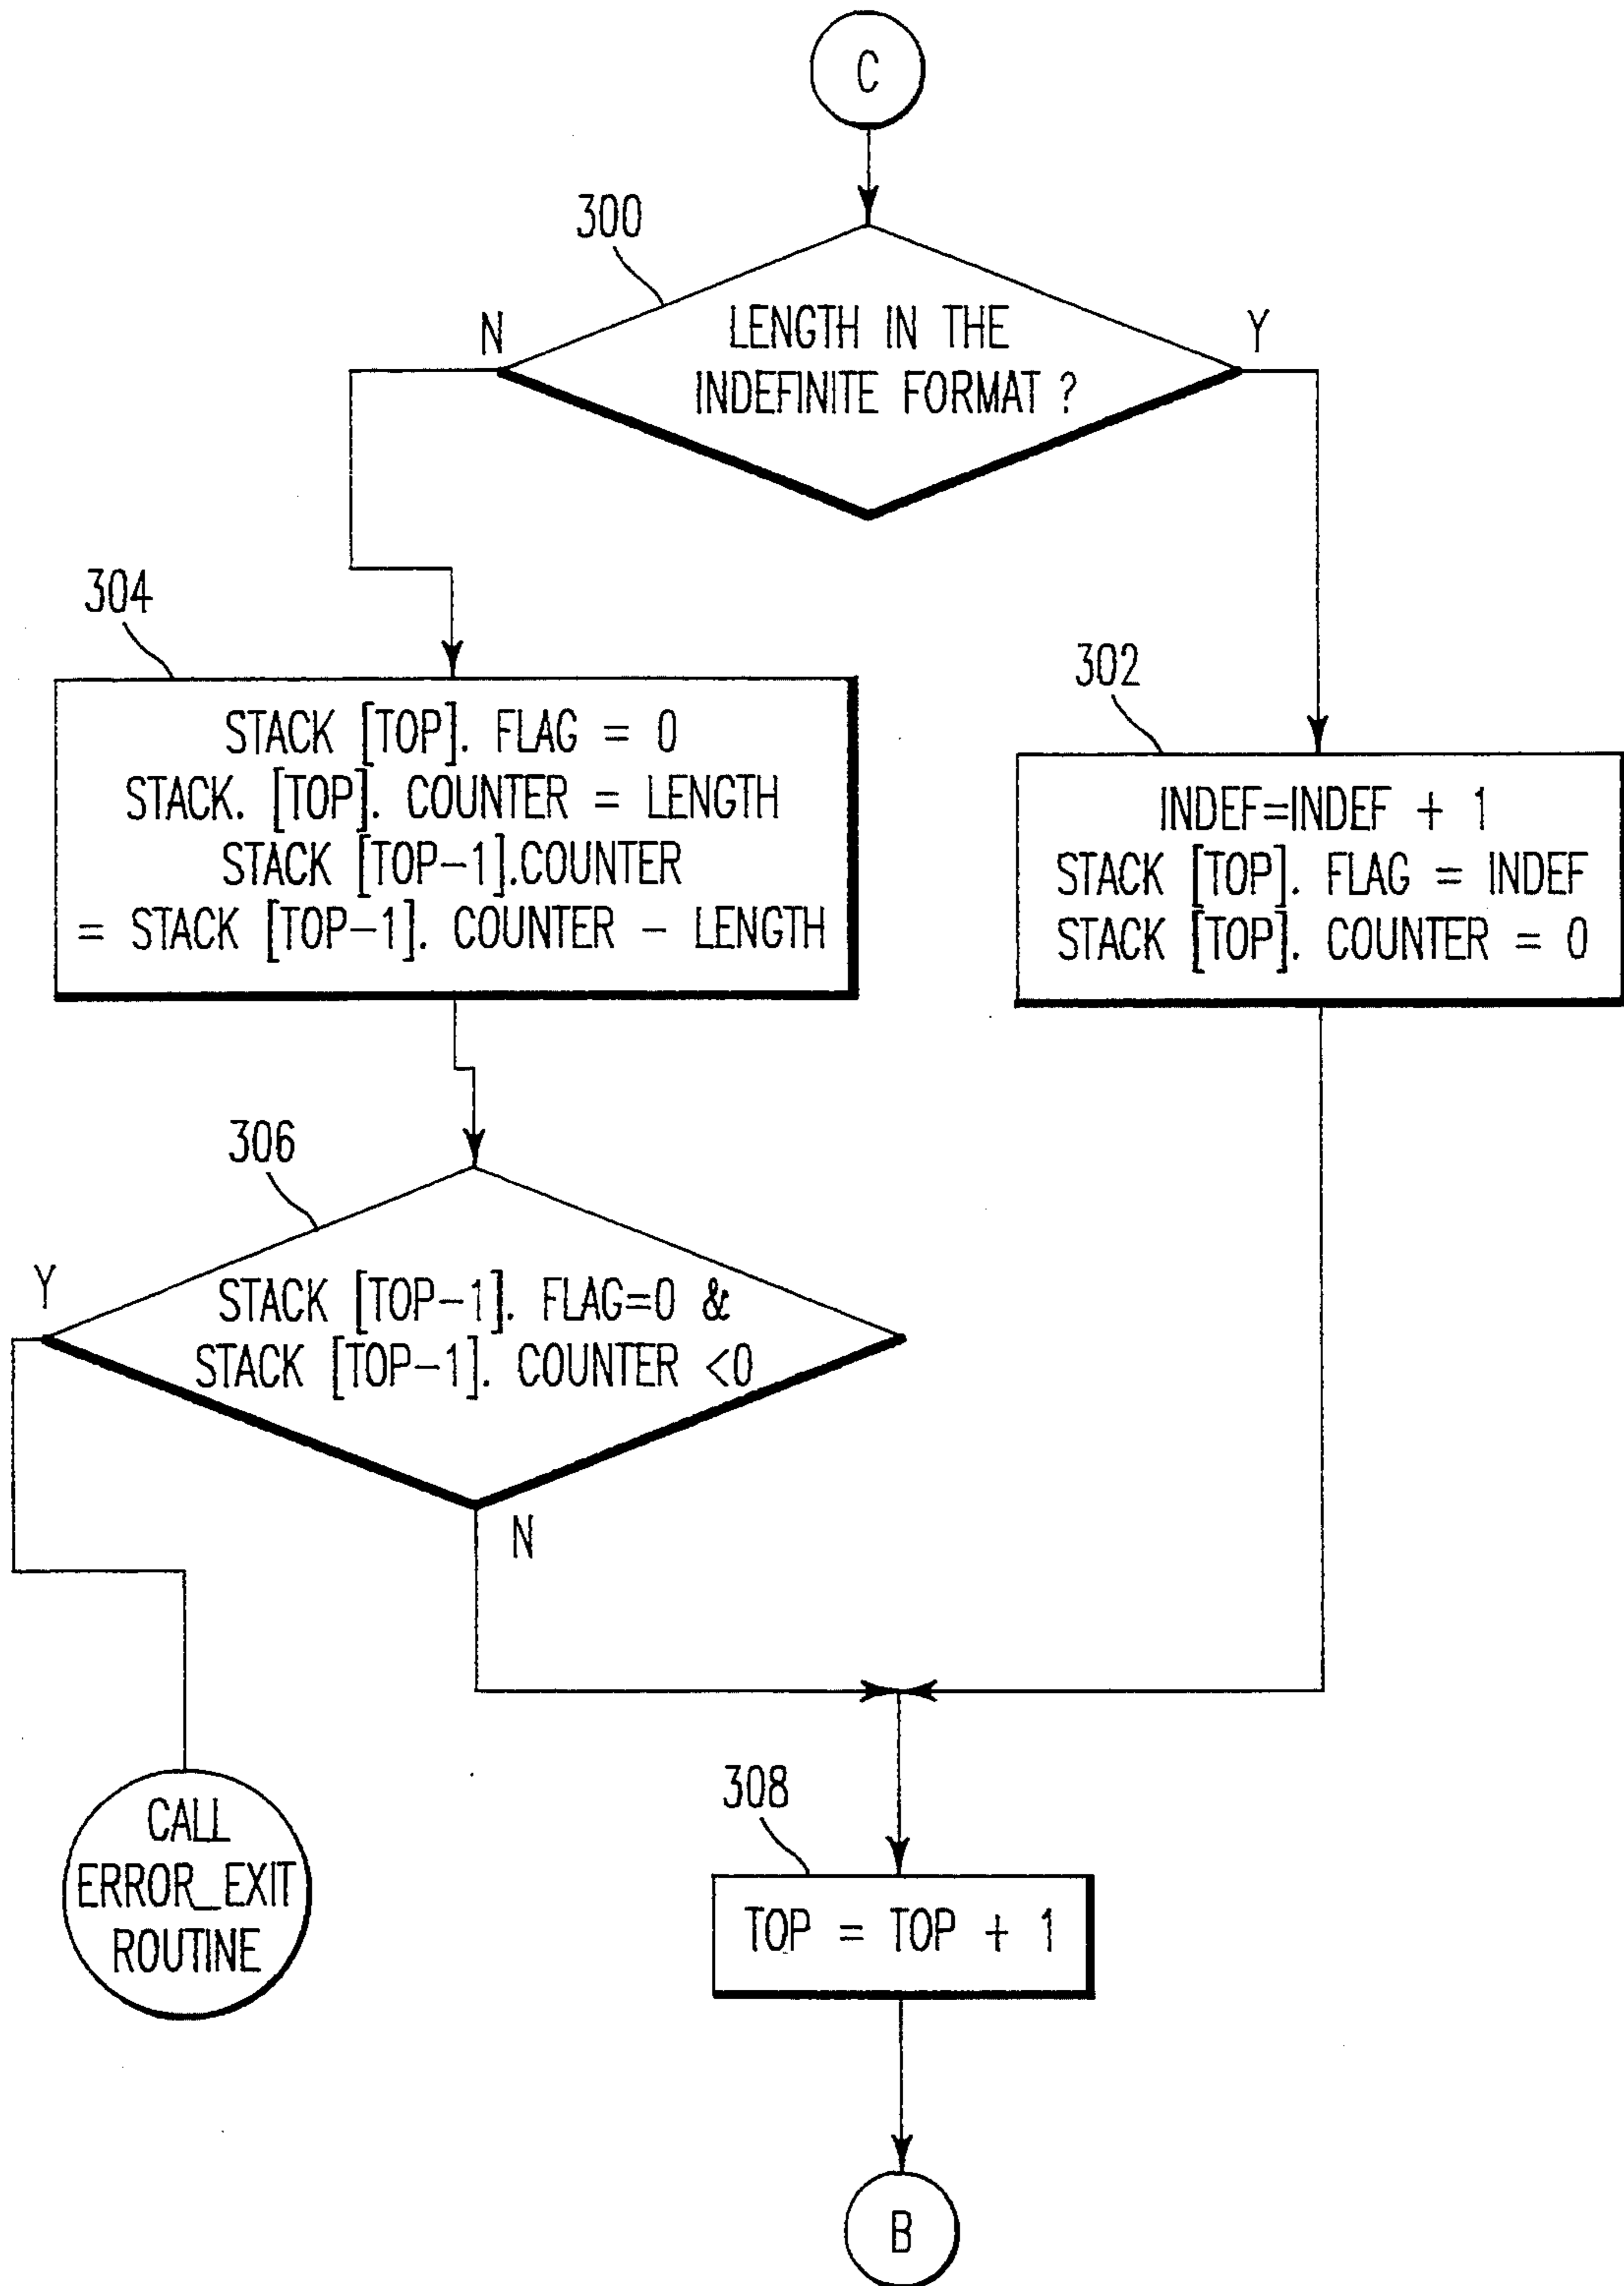 C
300
N
LENGTH IN THE
INDEFINITE FORMAT ?
Y
304
STACK [TOP]. FLAG = 0
STACK. [TOP]. COUNTER = LENGTH
STACK [TOP-1].COUNTER
= STACK [TOP-1]. COUNTER - LENGTH
302
INDEF=INDEF + 1
STACK [TOP]. FLAG = INDEF
STACK [TOP]. COUNTER = 0
306
Y
STACK [TOP-1]. FLAG=0 &
STACK [TOP-1]. COUNTER <0
N
CALL
ERROR_EXIT
ROUTINE
308
TOP = TOP + 1
B